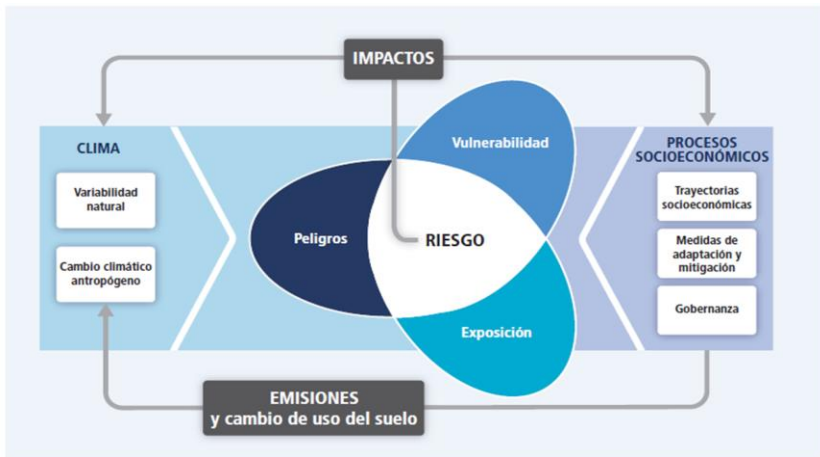 IMPACTOS
CLIMA
Variabilidad
natural
Cambio climático
antropógeno
Peligros
Vulnerabilidad
RIESGO
Exposición
PROCESOS
SOCIOECONÓMICOS
Trayectorias
socioeconómicas
Medidas de
adaptación y
mitigación
Gobernanza
EMISIONES
y cambio de uso del suelo